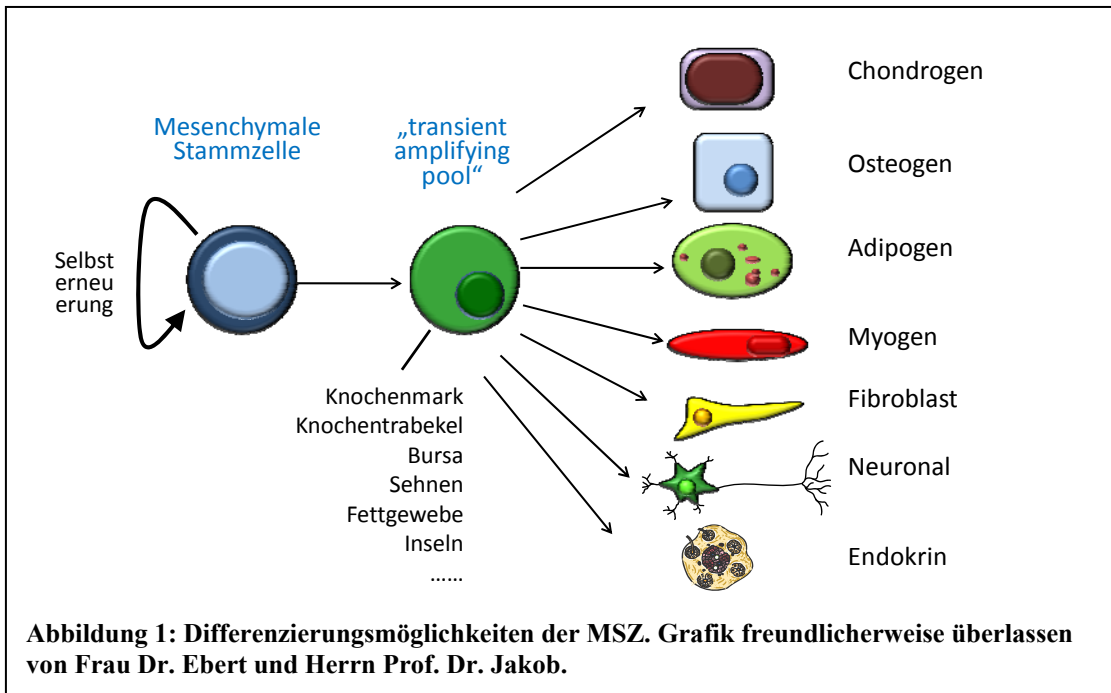 Mesenchymale
Stammzelle
„transient
amplifying
pool“
Selbst
erneu
erung
Knochenmark
Knochentrabekel
Bursa
Sehnen
Fettgewebe
Inseln
......
Chondrogen
Osteogen
Adipogen
Myogen
Fibroblast
Neuronal
Endokrin
Abbildung 1: Differenzierungsmöglichkeiten der MSZ. Grafik freundlicherweise überlassen
von Frau Dr. Ebert und Herrn Prof. Dr. Jakob.